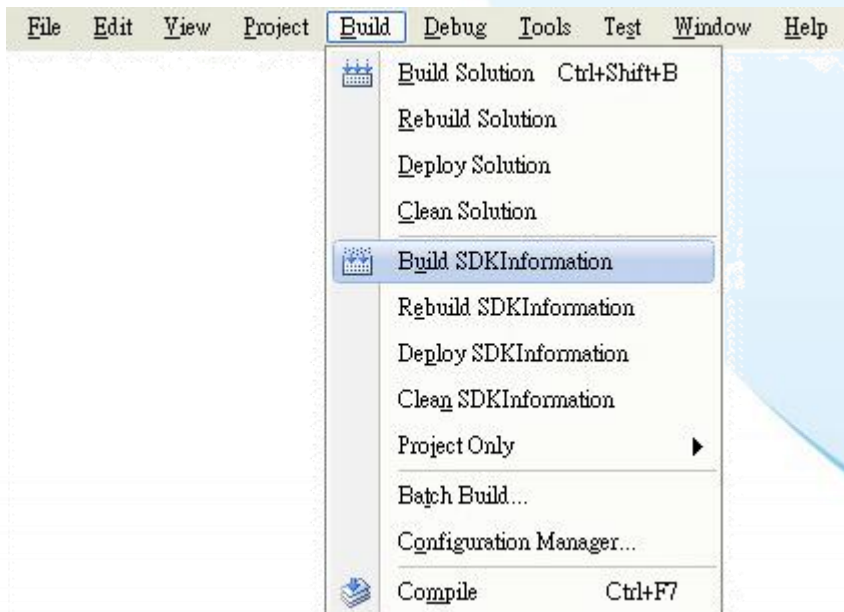 File Edit View Project Build Debug Tools Test Window Help
Build Solution Ctrl+Shift+B
Rebuild Solution
Deploy Solution
Clean Solution
Build SDKInformation
Rebuild SDKInformation
Deploy SDKInformation
Clean SDKInformation
Project Only
Batch Build...
Configuration Manager...
Compile Ctrl+F7